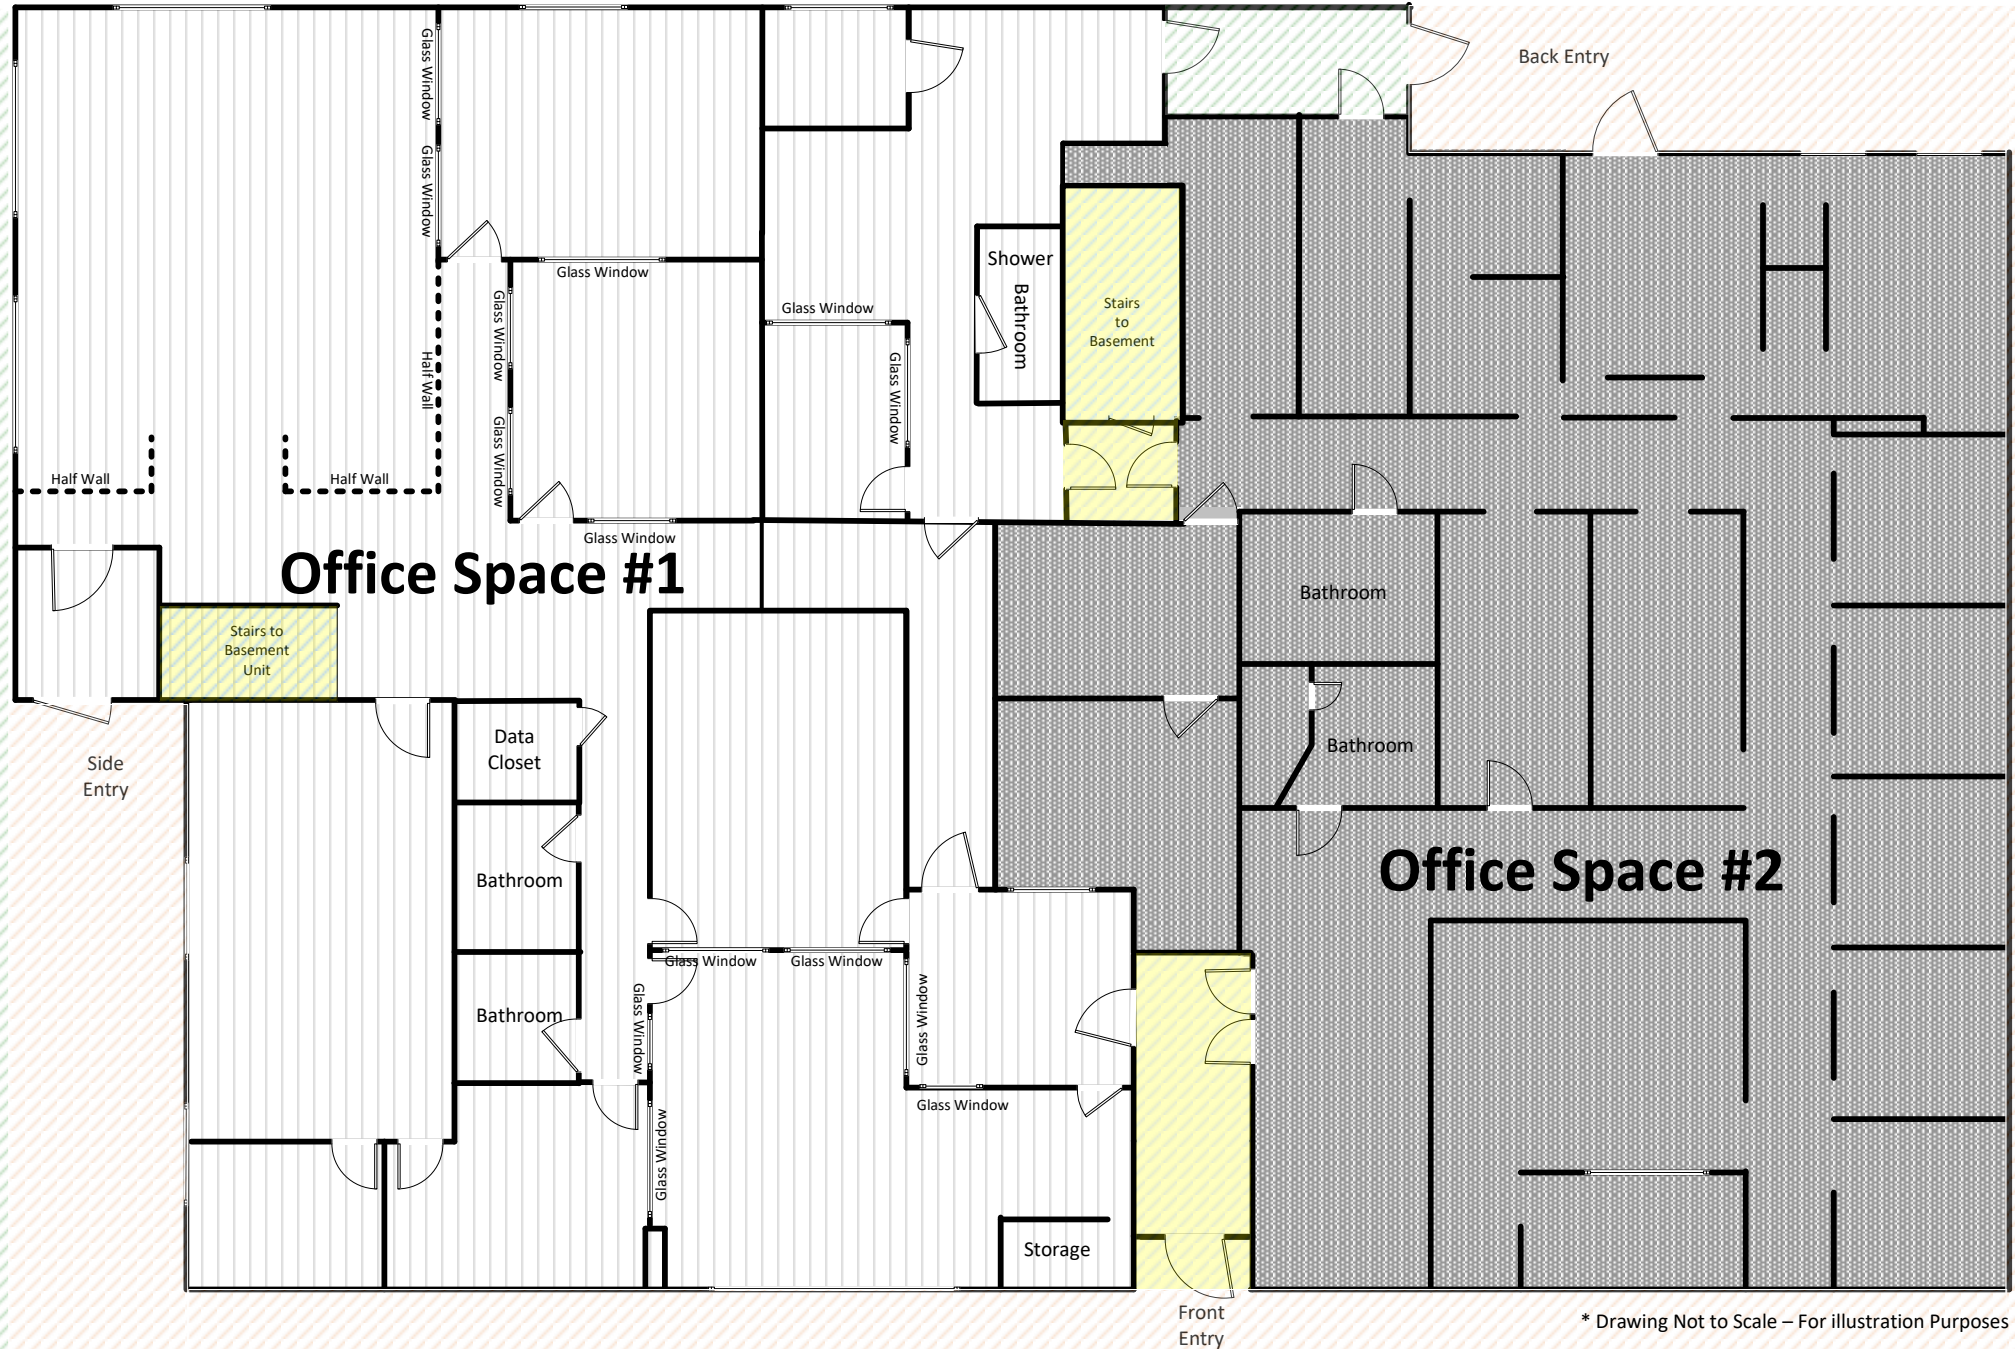 Back Entry
Glass Window
Glass Window
Glass Window
Shower
Bathroom
Stairs
to
Basement
Glass Window
Glass Window
Glass Window
Half Wall
Glass Window
Glass Window
Half Wall
Half Wall
Glass Window
Office Space #1
Bathroom
Stairs to
Basement
Unit
Data
Closet
Bathroom
Side
Entry
Office Space #2
Bathroom
Glass Window
Glass Window
Bathroom
Glass Window
Glass Window
Glass Window
Glass Window
Storage
Front
Entry
* Drawing Not to Scale – For illustration Purposes